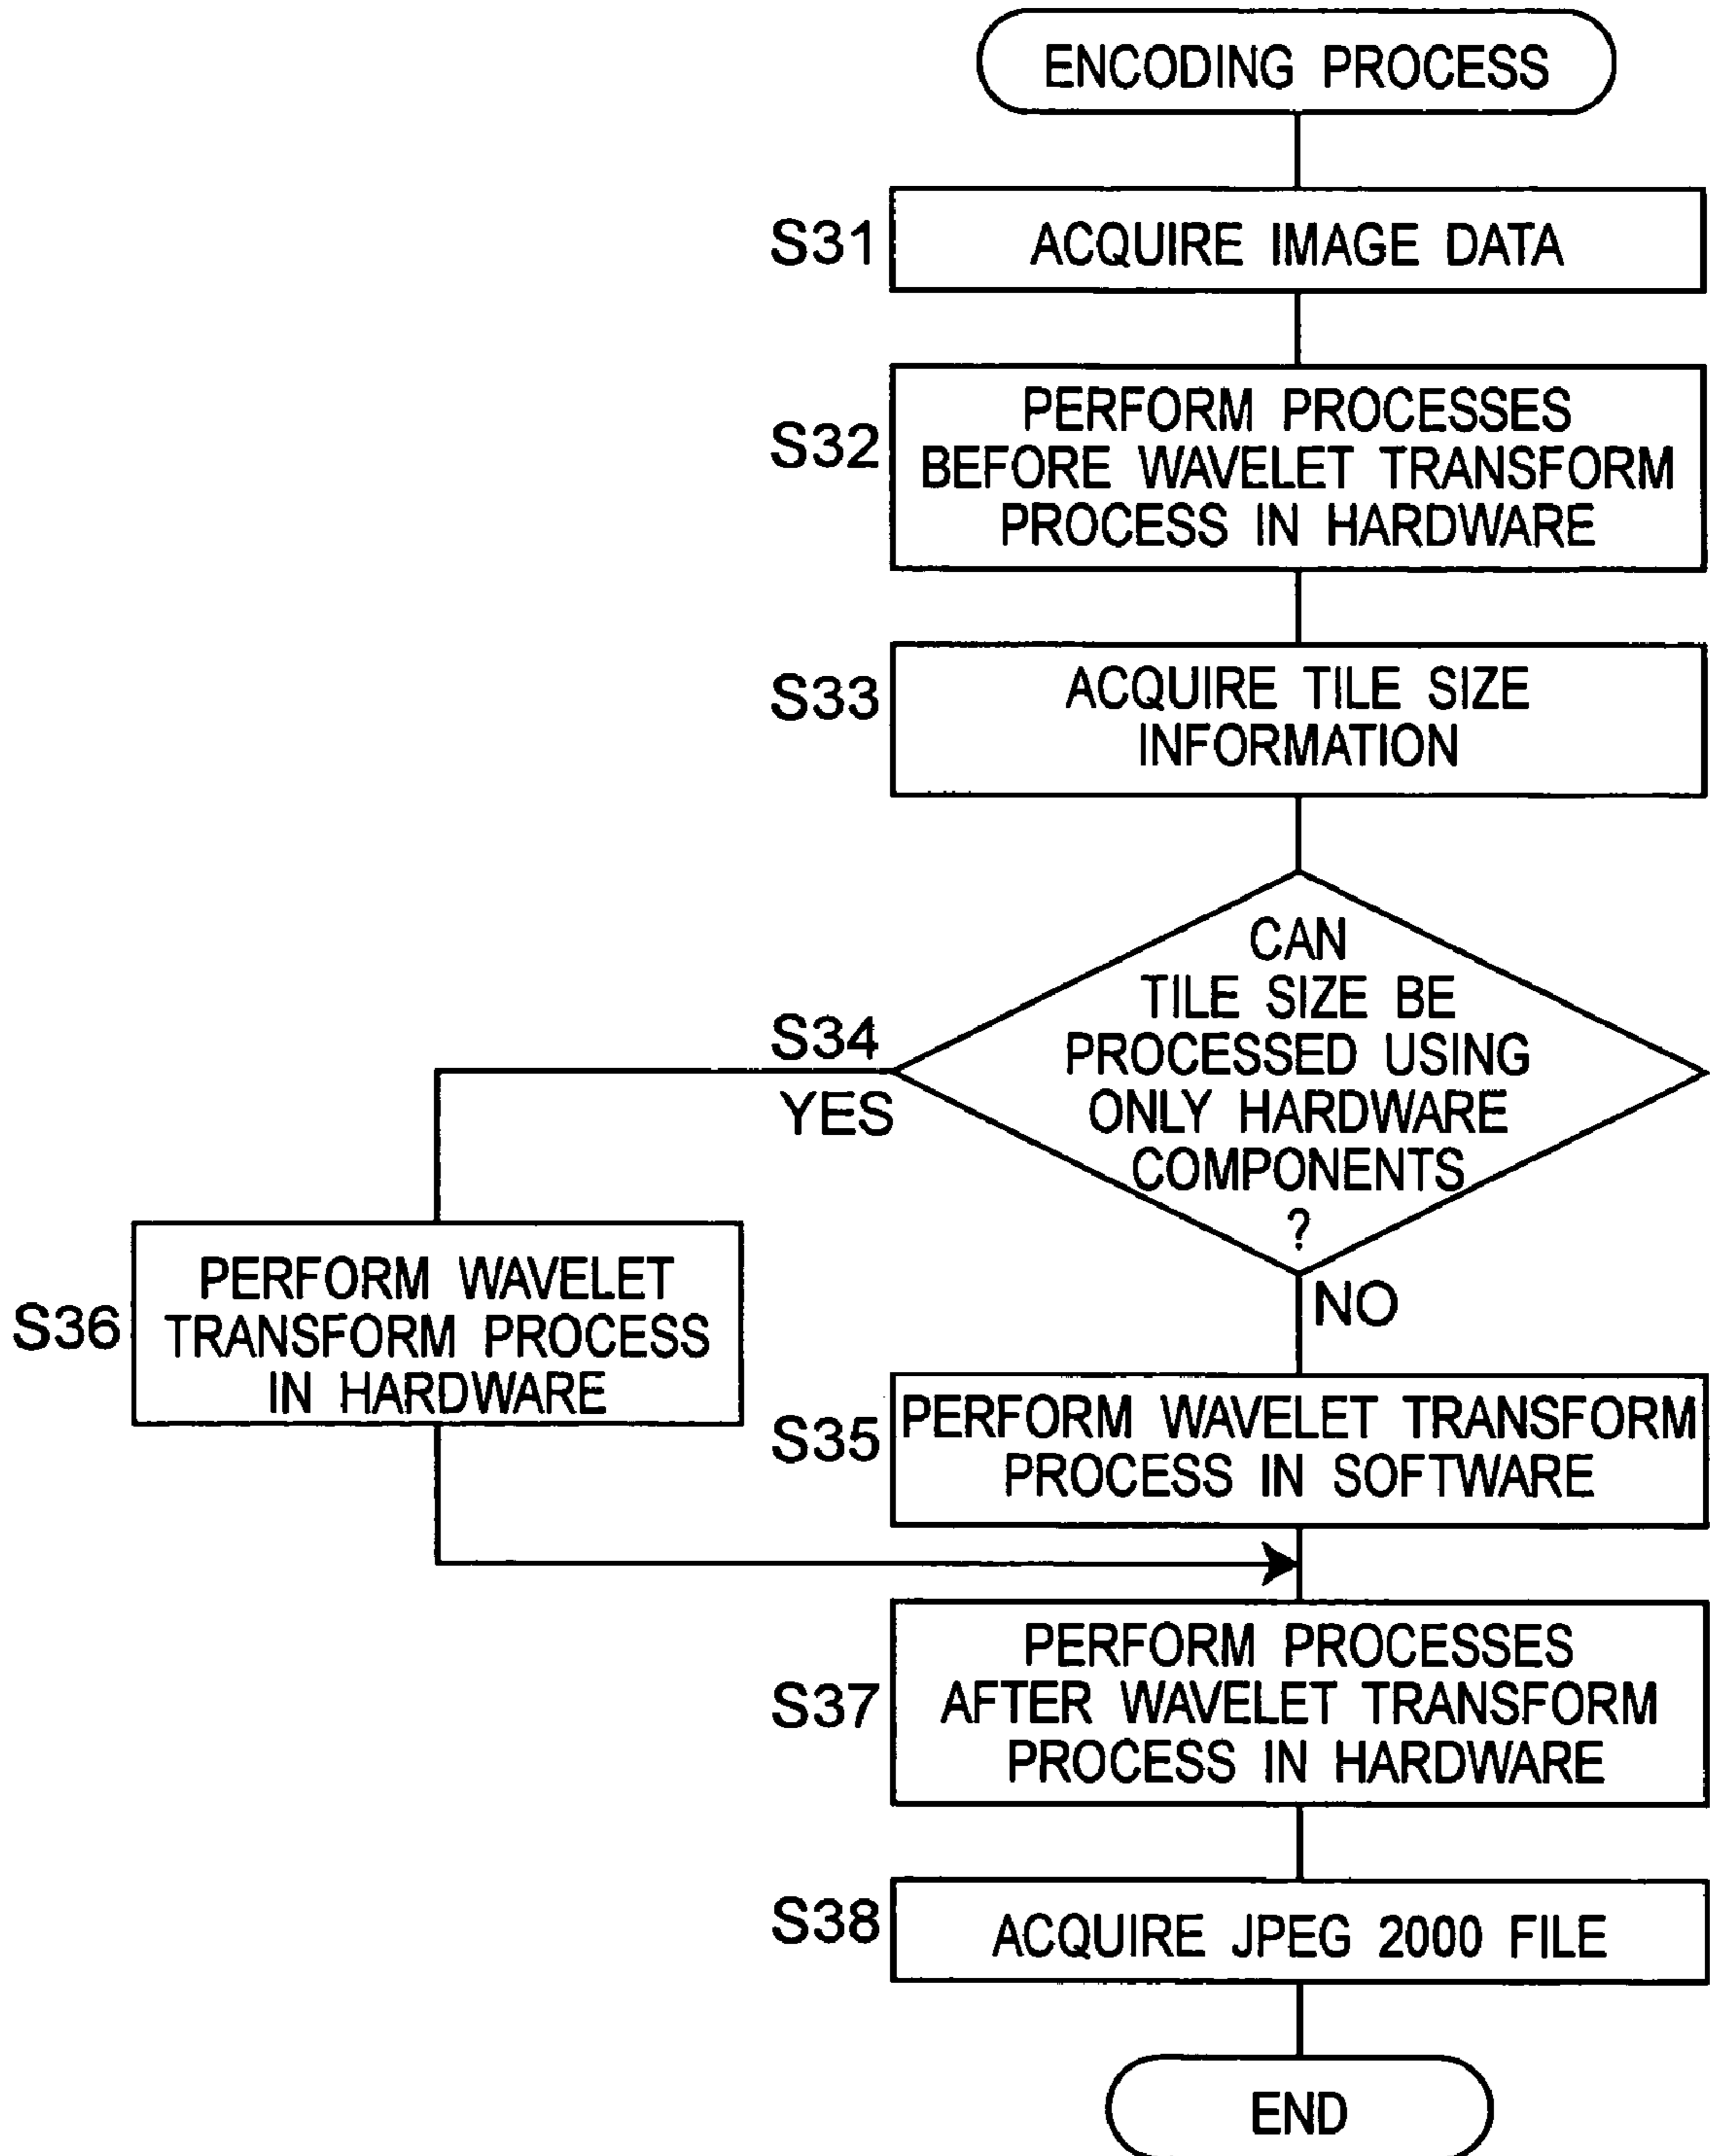 ENCODING PROCESS
S31
ACQUIRE IMAGE DATA
S32
PERFORM PROCESSES
BEFORE WAVELET TRANSFORM
PROCESS IN HARDWARE
S33
ACQUIRE TILE SIZE
INFORMATION
S34
CAN
TILE SIZE BE
PROCESSED USING
ONLY HARDWARE
COMPONENTS
?
YES
NO
S36
PERFORM WAVELET
TRANSFORM PROCESS
IN HARDWARE
S35
PERFORM WAVELET TRANSFORM
PROCESS IN SOFTWARE
S37
PERFORM PROCESSES
AFTER WAVELET TRANSFORM
PROCESS IN HARDWARE
S38
ACQUIRE JPEG 2000 FILE
END